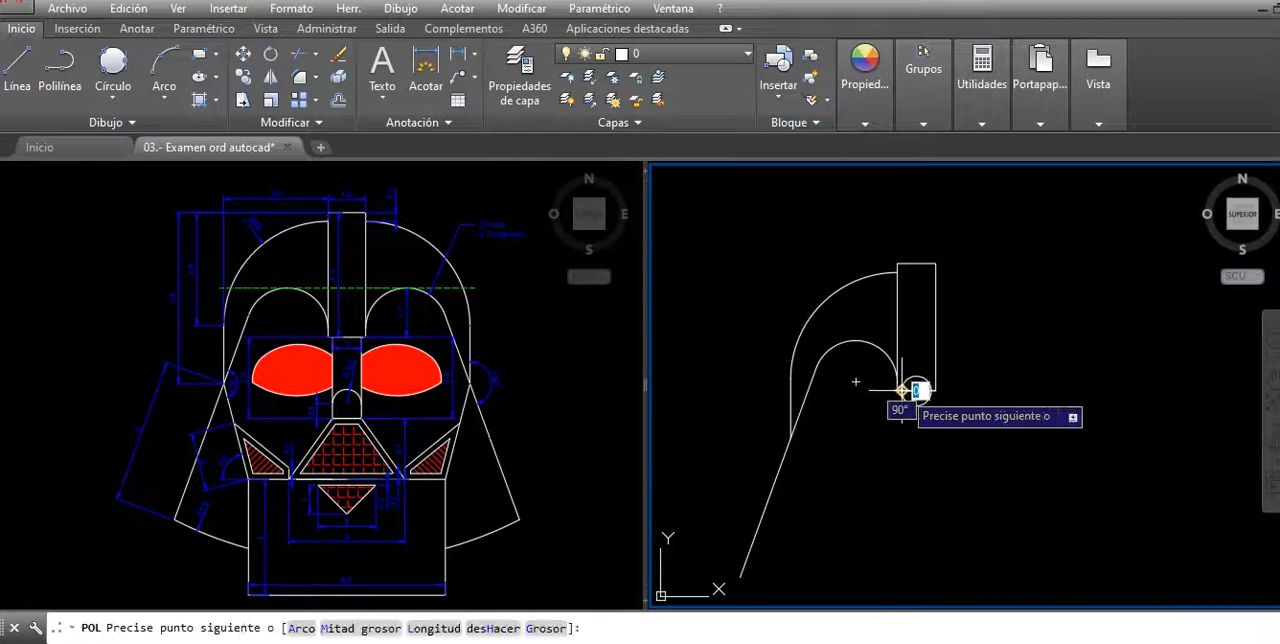 Archivo Edición Ver Insertar Formato Herr. Dibujo Acotar Modificar Paramétrico Ventana
Inicio Inserción Anotar Paramétrico Vista Administrar Salida Complementos A360 Aplicaciones destacadas
0
Línea Polilínea Círculo Arco
Texto Acotar
Propiedades de capa
Insertar
Propied... Grupos Utilidades Portapap... Vista
Dibujo Modificar Anotación Capas Bloque
Inicio 03.- Examen ord autocad*
N
O E
S
N
O SUPERIOR E
S
SCU
0
90° Precise punto siguiente o
Y
X
POL Precise punto siguiente o [Arco Mitad grosor Longitud desHacer Grosor]: